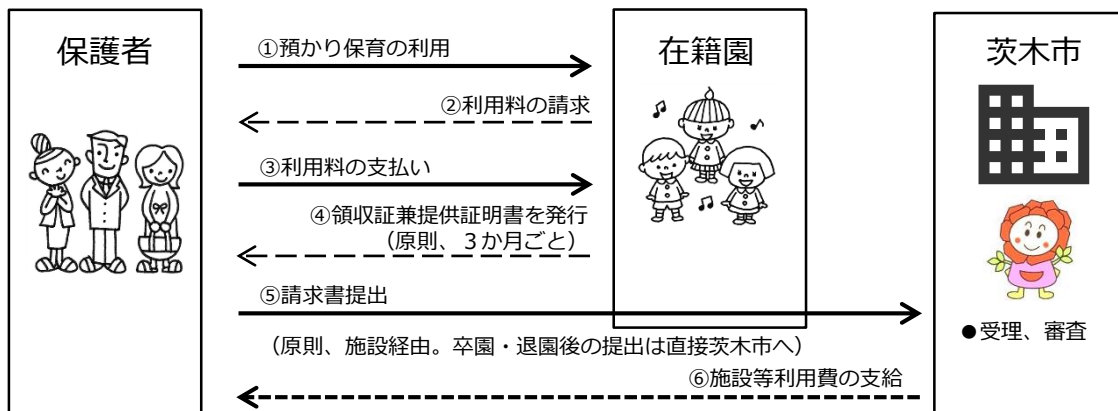 保護者
在籍園
茨木市
①預かり保育の利用
②利用料の請求
③利用料の支払い
④領収証兼提供証明書を発行
（原則、３か月ごと）
⑤請求書提出
（原則、施設経由。卒園・退園後の提出は直接茨木市へ）
●受理、審査
⑥施設等利用費の支給